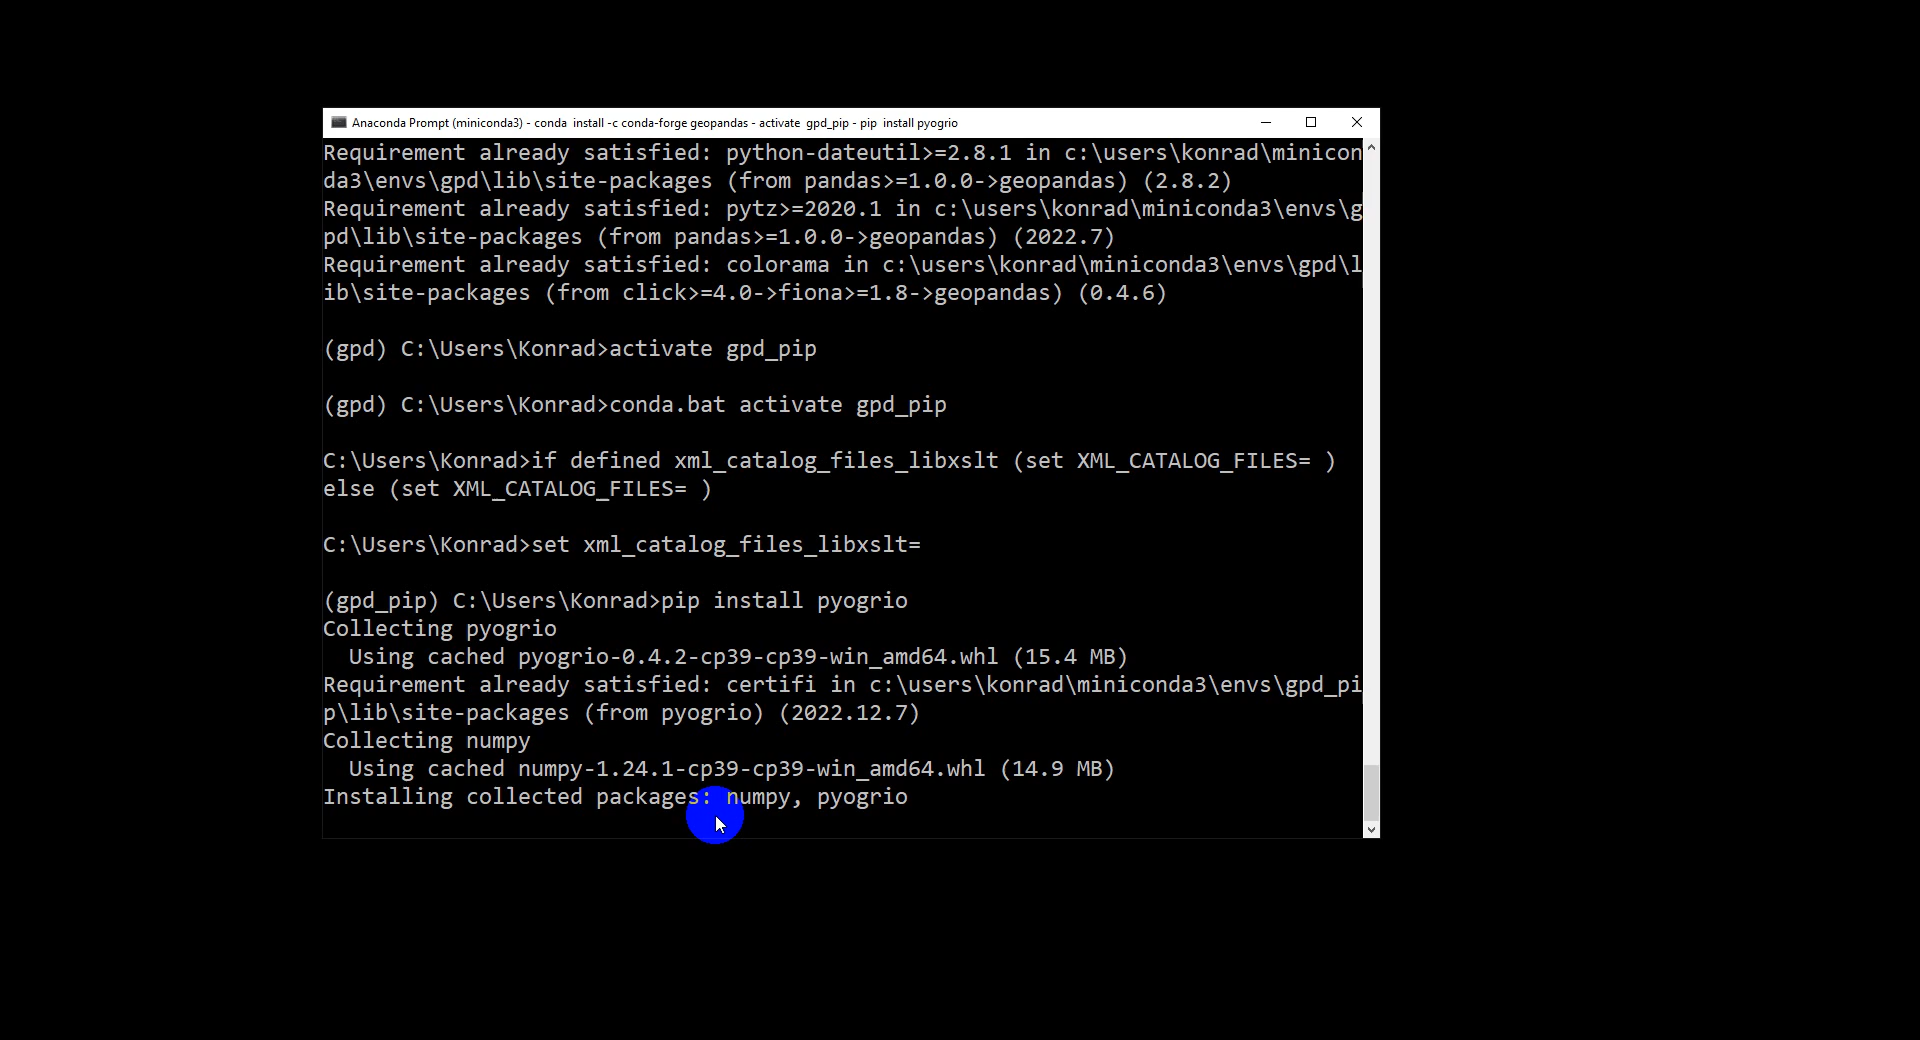 Anaconda Prompt (miniconda3) - conda  install -c conda-forge geopandas - activate  gpd_pip - pip  install pyogrio
Requirement already satisfied: python-dateutil>=2.8.1 in c:\users\konrad\minicon
da3\envs\gpd\lib\site-packages (from pandas>=1.0.0->geopandas) (2.8.2)
Requirement already satisfied: pytz>=2020.1 in c:\users\konrad\miniconda3\envs\g
pd\lib\site-packages (from pandas>=1.0.0->geopandas) (2022.7)
Requirement already satisfied: colorama in c:\users\konrad\miniconda3\envs\gpd\l
ib\site-packages (from click>=4.0->fiona>=1.8->geopandas) (0.4.6)
(gpd) C:\Users\Konrad>activate gpd_pip
(gpd) C:\Users\Konrad>conda.bat activate gpd_pip
C:\Users\Konrad>if defined xml_catalog_files_libxslt (set XML_CATALOG_FILES= )
else (set XML_CATALOG_FILES= )
C:\Users\Konrad>set xml_catalog_files_libxslt=
(gpd_pip) C:\Users\Konrad>pip install pyogrio
Collecting pyogrio
  Using cached pyogrio-0.4.2-cp39-cp39-win_amd64.whl (15.4 MB)
Requirement already satisfied: certifi in c:\users\konrad\miniconda3\envs\gpd_pi
p\lib\site-packages (from pyogrio) (2022.12.7)
Collecting numpy
  Using cached numpy-1.24.1-cp39-cp39-win_amd64.whl (14.9 MB)
Installing collected packages: numpy, pyogrio